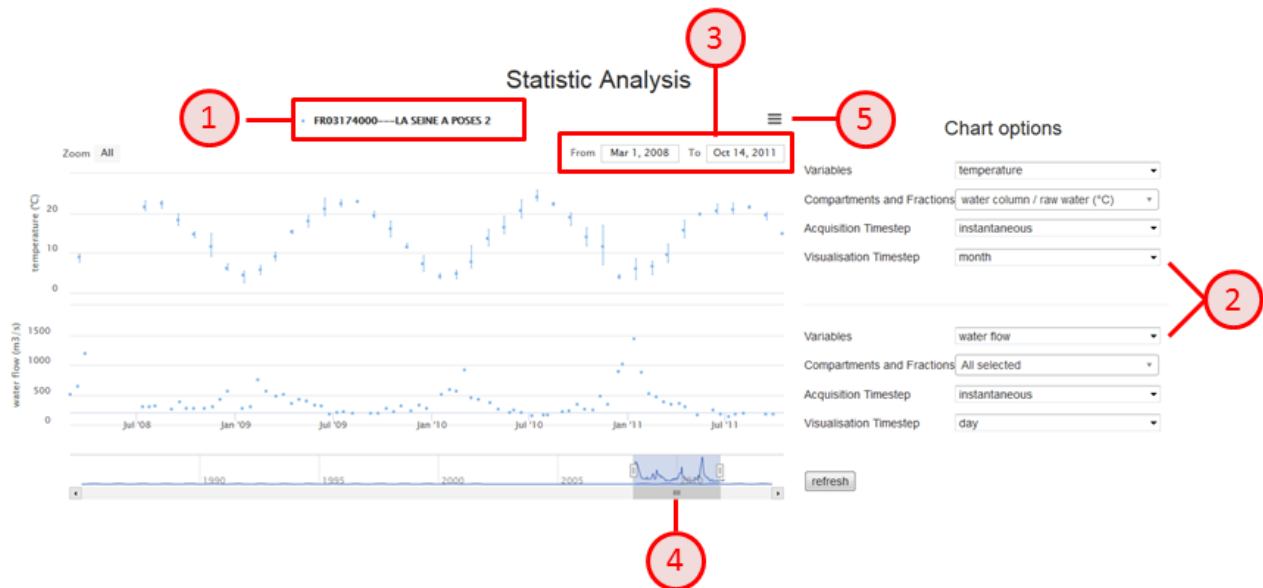 3
Statistic Analysis
1
FR03174000---LA SEINE A POSES 2
5
Chart options
Zoom All
From Mar 1, 2008 To Oct 14, 2011
Variables temperature
Compartments and Fractions water column / raw water (°C)
Acquisition Timestep instantaneous
Visualisation Timestep month
temperature (°C)
20
10
0
2
Variables water flow
Compartments and Fractions All selected
Acquisition Timestep instantaneous
Visualisation Timestep day
water flow (m3/s)
1500
1000
500
0
Jul '08 Jan '09 Jul '09 Jan '10 Jul '10 Jan '11 Jul '11
1990 1995 2000 2005
refresh
4